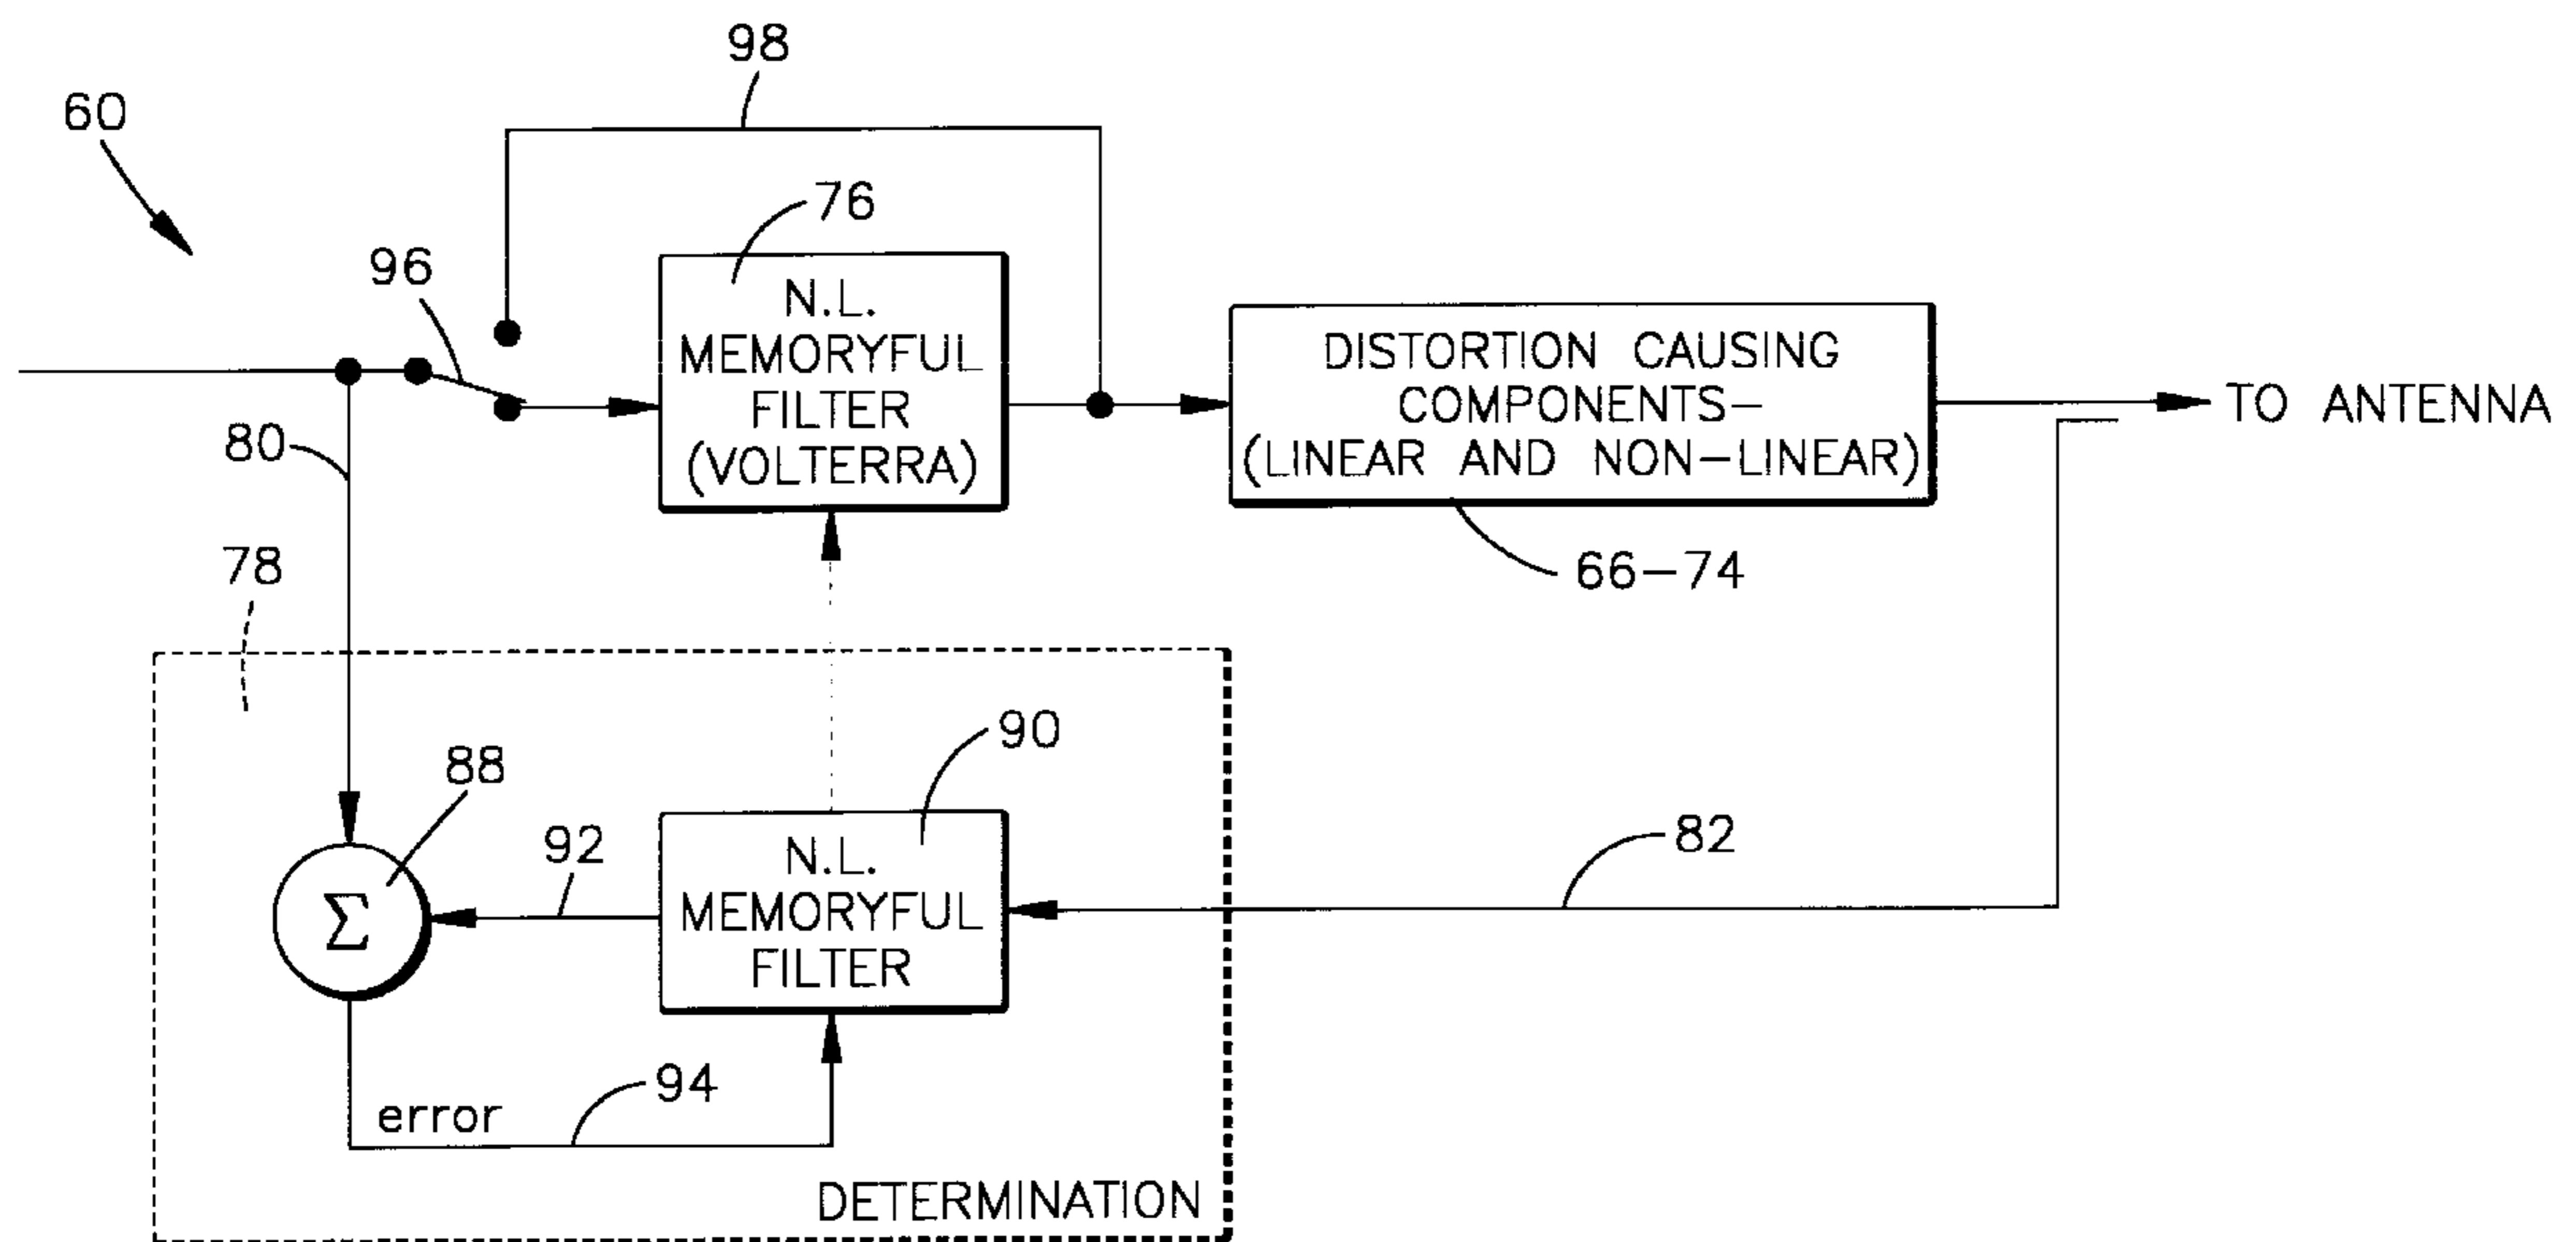 98
60
76
96
N.L.
MEMORYFUL
FILTER
(VOLTERRA)
DISTORTION CAUSING
COMPONENTS-
(LINEAR AND NON-LINEAR)
TO ANTENNA
80
66-74
78
90
88
92
N.L.
MEMORYFUL
FILTER
82
Σ
94
error
DETERMINATION